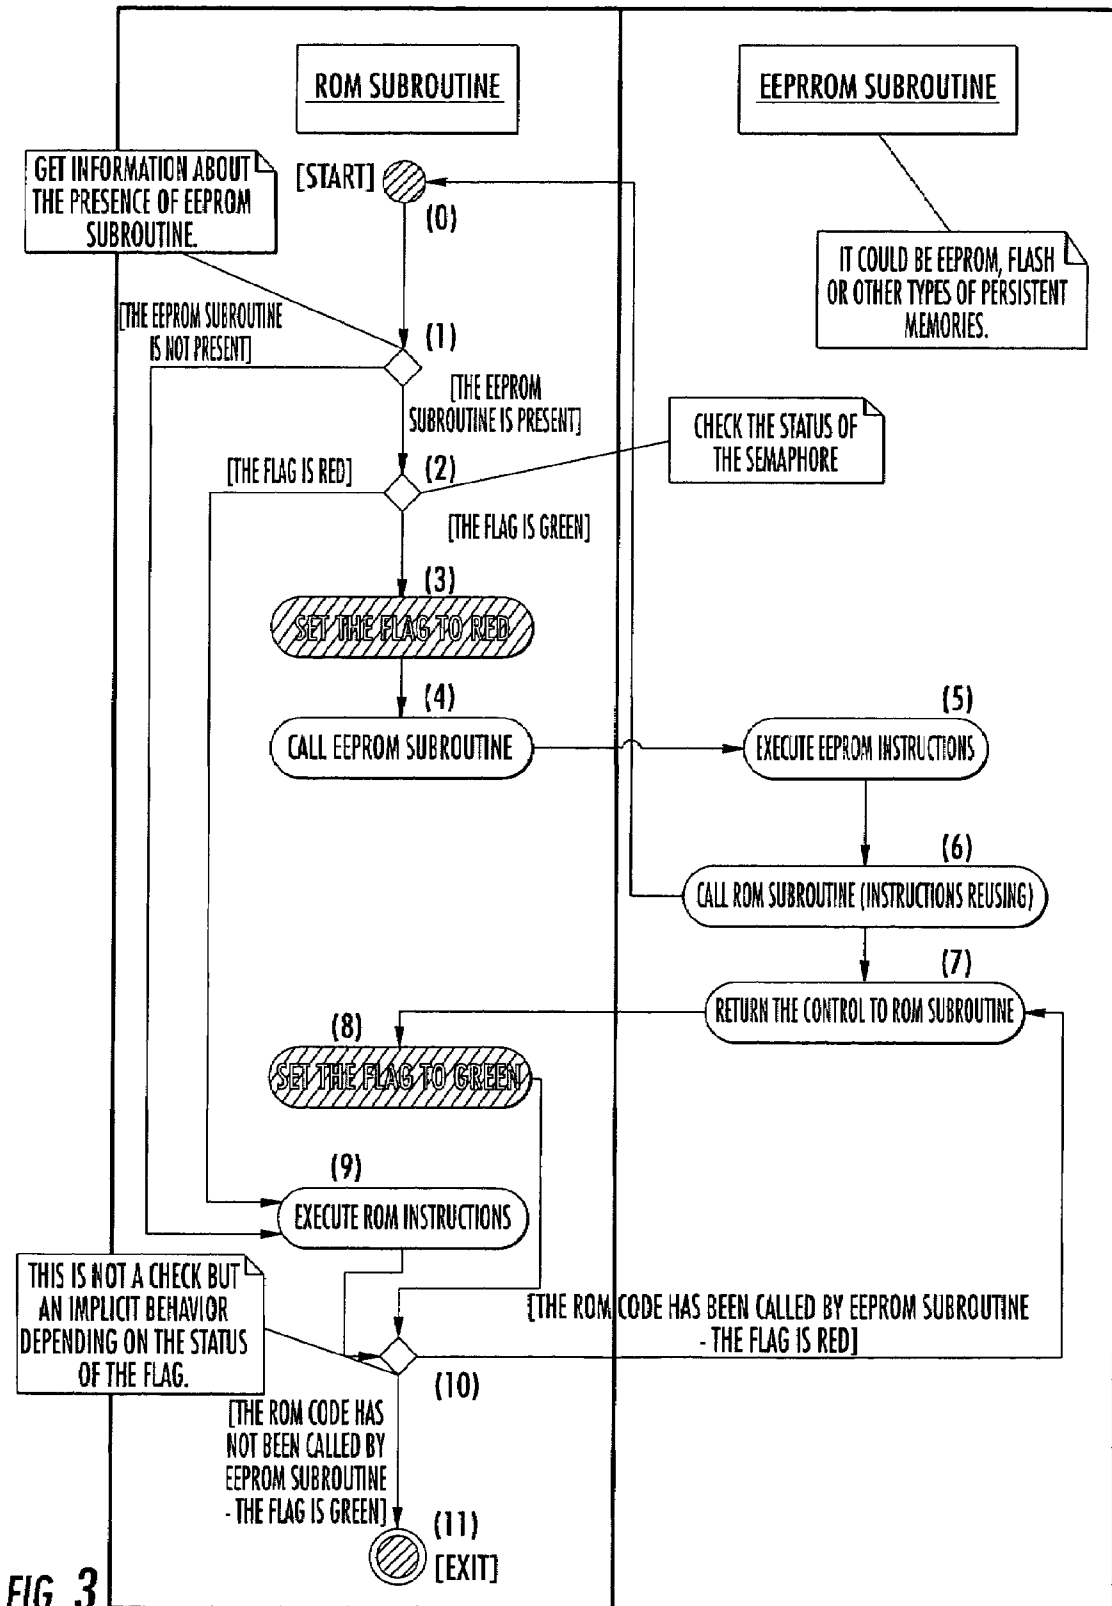 ROM SUBROUTINE
EEPRROM SUBROUTINE
GET INFORMATION ABOUT
THE PRESENCE OF EEPROM
SUBROUTINE.
[START]
(0)
IT COULD BE EEPROM, FLASH
OR OTHER TYPES OF PERSISTENT
MEMORIES.
[THE EEPROM SUBROUTINE
IS NOT PRESENT]
(1)
[THE EEPROM
SUBROUTINE IS PRESENT]
CHECK THE STATUS OF
THE SEMAPHORE
[THE FLAG IS RED]
(2)
[THE FLAG IS GREEN]
(3)
SET THE FLAG TO RED
(4)
CALL EEPROM SUBROUTINE
(5)
EXECUTE EEPROM INSTRUCTIONS
(6)
CALL ROM SUBROUTINE (INSTRUCTIONS REUSING)
(7)
RETURN THE CONTROL TO ROM SUBROUTINE
(8)
SET THE FLAG TO GREEN
(9)
EXECUTE ROM INSTRUCTIONS
THIS IS NOT A CHECK BUT
AN IMPLICIT BEHAVIOR
DEPENDING ON THE STATUS
OF THE FLAG.
[THE ROM CODE HAS BEEN CALLED BY EEPROM SUBROUTINE
- THE FLAG IS RED]
(10)
[THE ROM CODE HAS
NOT BEEN CALLED BY
EEPROM SUBROUTINE
- THE FLAG IS GREEN]
(11)
[EXIT]
FIG. 3